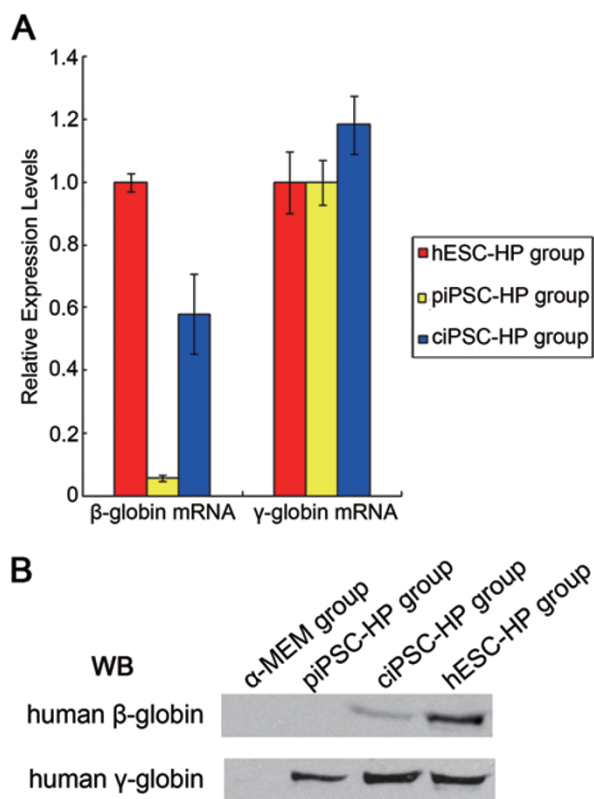 A
Relative Expression Levels
1.4
1.2
1.0
0.8
0.6
0.4
0.2
0
β-globin mRNA
γ-globin mRNA
hESC-HP group
piPSC-HP group
ciPSC-HP group
B
WB
α-MEM group
piPSC-HP group
ciPSC-HP group
hESC-HP group
human β-globin
human γ-globin